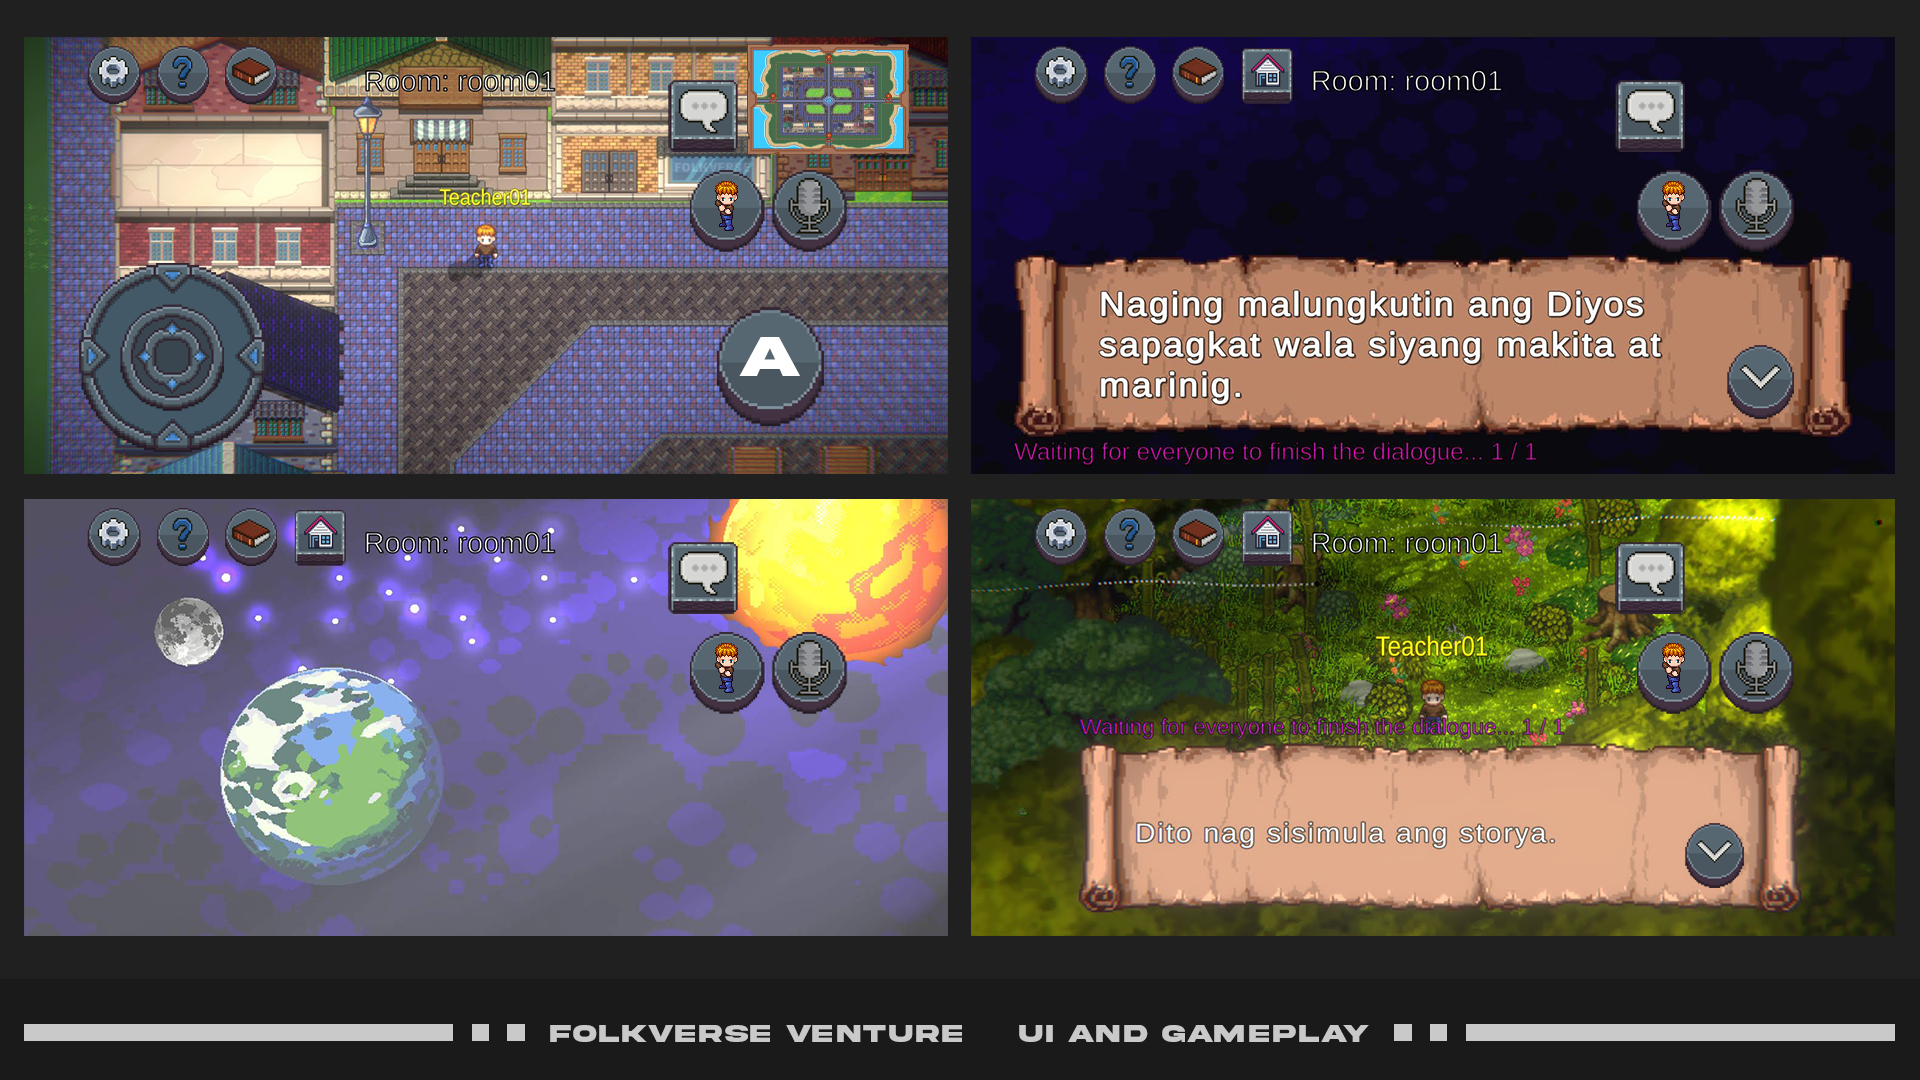 Room: room01
Teacher01
FOLKVERSE
A
Room: room01
Naging malungkutin ang Diyos
sapagkat wala siyang makita at
marinig.
Waiting for everyone to finish the dialogue... 1 / 1
Room: room01
Room: room01
Teacher01
Waiting for everyone to finish the dialogue... 1 / 1
Dito nag sisimula ang storya.
FOLKVERSE VENTURE
UI AND GAMEPLAY